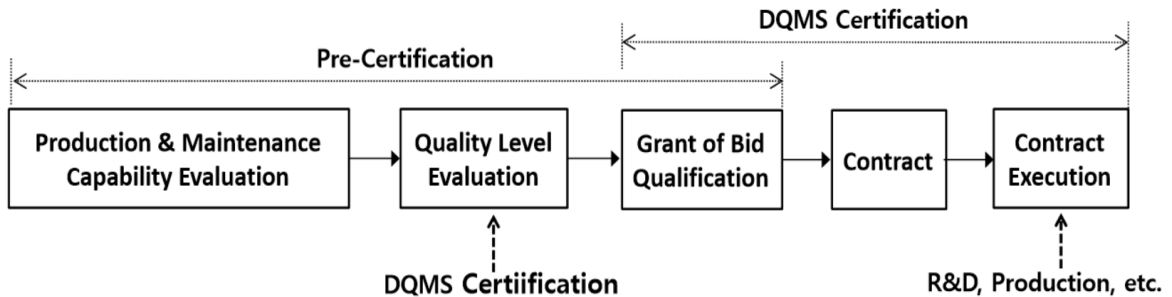 DQMS Certification
Pre-Certification
Production & Maintenance
Capability Evaluation
Quality Level
Evaluation
Grant of Bid
Qualification
Contract
Contract
Execution
DQMS Certiification
R&D, Production, etc.